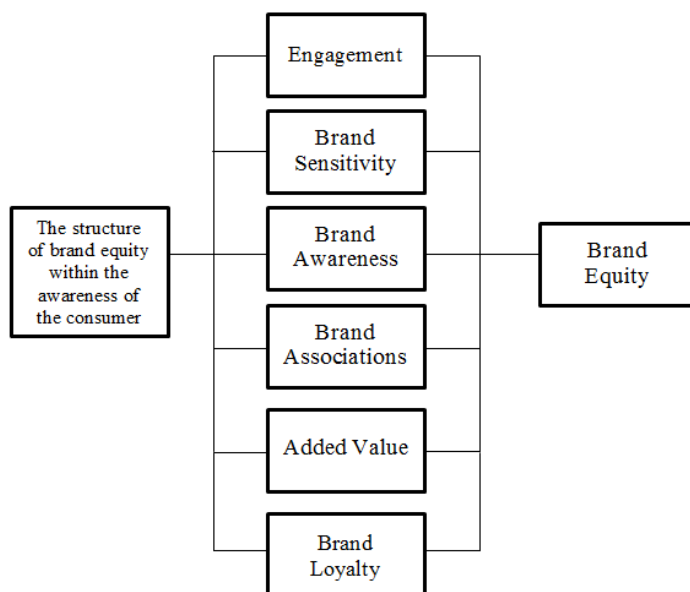 Engagement
Brand
Sensitivity
The structure
of brand equity
within the
awareness of
the consumer
Brand
Awareness
Brand
Equity
Brand
Associations
Added Value
Brand
Loyalty